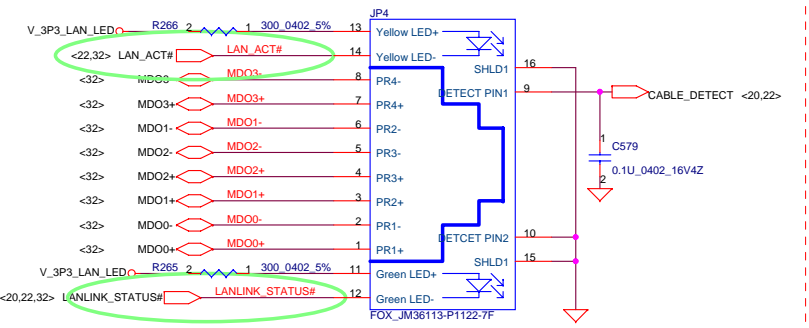 JP4
V_3P3_LAN_LED R266 2 1 300_0402_5% 13 Yellow LED+
<22,32> LAN_ACT# LAN_ACT# 14 Yellow LED-
SHLD1 16
<32> MDO3- MDO3- 8 PR4-
DETECT PIN1 9 CABLE_DETECT <20,22>
<32> MDO3+ MDO3+ 7 PR4+
<32> MDO1- MDO1- 6 PR2-
1
C579
<32> MDO2- MDO2- 5 PR3-
0.1U_0402_16V4Z
2
<32> MDO2+ MDO2+ 4 PR3+
<32> MDO1+ MDO1+ 3 PR2+
<32> MDO0- MDO0- 2 PR1-
DETCET PIN2 10
<32> MDO0+ MDO0+ 1 PR1+
SHLD1 15
V_3P3_LAN_LED R265 2 1 300_0402_5% 11 Green LED+
<20,22,32> LANLINK_STATUS# LANLINK_STATUS# 12 Green LED-
FOX_JM36113-P1122-7F